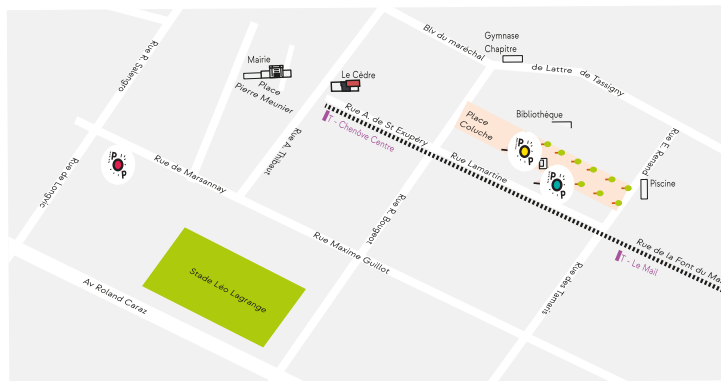 Blv du maréchal
de Lattre de Tassigny
Gymnase
Chapitre
Rue R. Salengro
Mairie
Place
Pierre Meunier
Le Cèdre
Rue A. de St Exupéry
T - Chenôve Centre
Place
Coluche
Bibliothèque
Rue E. Renard
Rue A. Thibaut
Rue Lamartine
Piscine
P
P
P
P
Rue de Longvic
Rue de Marsannay
Rue R. Bougeot
Rue Maxime Guillot
Rue de la Font du Ma
T - Le Mail
Rue des Tamaris
Stade Léo Lagrange
Av Roland Caraz